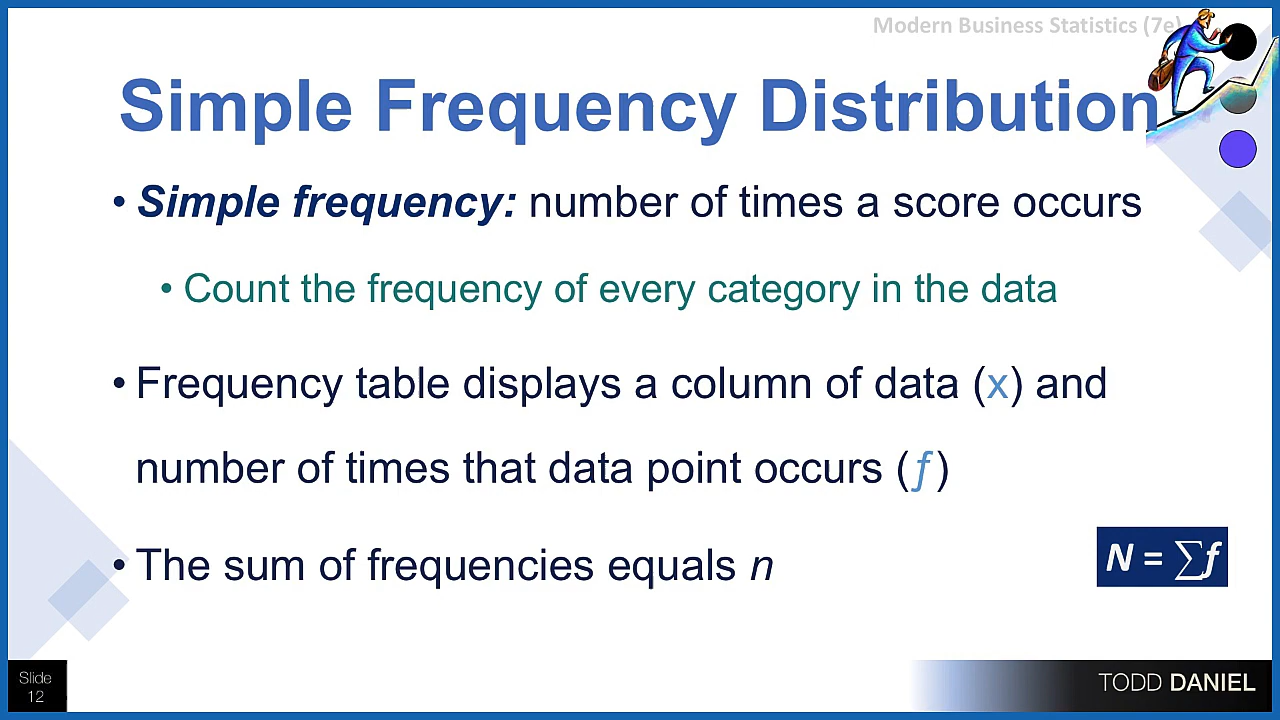 Modern Business Statistics (7e)
Simple Frequency Distribution
• Simple frequency: number of times a score occurs
• Count the frequency of every category in the data
• Frequency table displays a column of data (x) and
number of times that data point occurs (ƒ)
• The sum of frequencies equals n
N = ∑f
Slide
12
TODD DANIEL